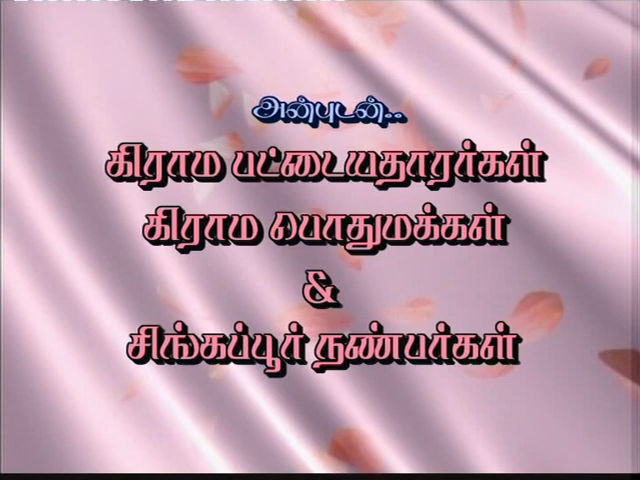 அன்புடன்..
கிராம பட்டையதாரர்கள்
கிராம பொதுமக்கள்
&
சிங்கப்பூர் நண்பர்கள்